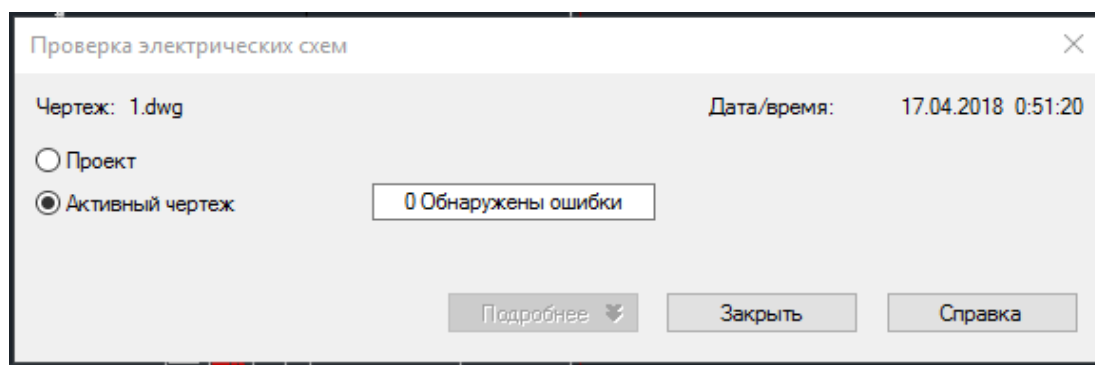 Проверка электрических схем
Чертеж: 1.dwg Дата/время: 17.04.2018 0:51:20
Проект
Активный чертеж 0 Обнаружены ошибки
Подробнее Закрыть Справка